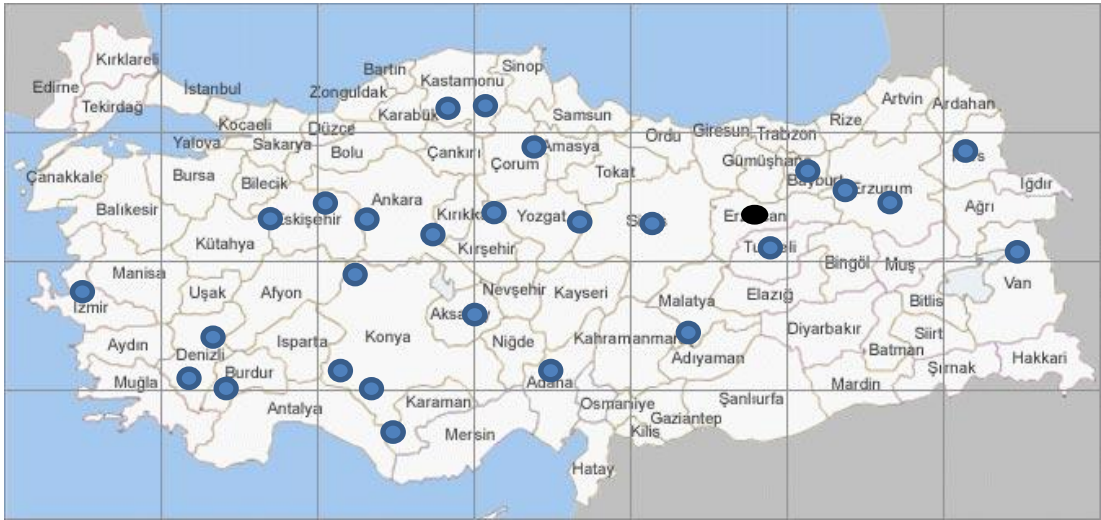 Kırklareli
Edirne
Tekirdağ
İstanbul
Kocaeli
Yalova
Sakarya
Düzce
Zonguldak
Bartın
Karabük
Kastamonu
Sinop
Samsun
Ordu
Giresun
Trabzon
Rize
Artvin
Ardahan
Çanakkale
Bursa
Bilecik
Bolu
Çankırı
Çorum
Amasya
Tokat
Gümüşhane
Iğdır
Balıkesir
Kütahya
Ankara
Yozgat
Erzurum
Ağrı
Kırşehir
Manisa
Uşak
Afyon
Nevşehir
Kayseri
Malatya
Elazığ
Bingöl
Muş
Bitlis
Van
İzmir
Aydın
Denizli
Isparta
Konya
Niğde
Kahramanmara
Adıyaman
Diyarbakır
Batman
Siirt
Şırnak
Hakkari
Muğla
Burdur
Antalya
Karaman
Mersin
Adana
Osmaniye
Gaziantep
Kilis
Şanlıurfa
Mardin
Hatay